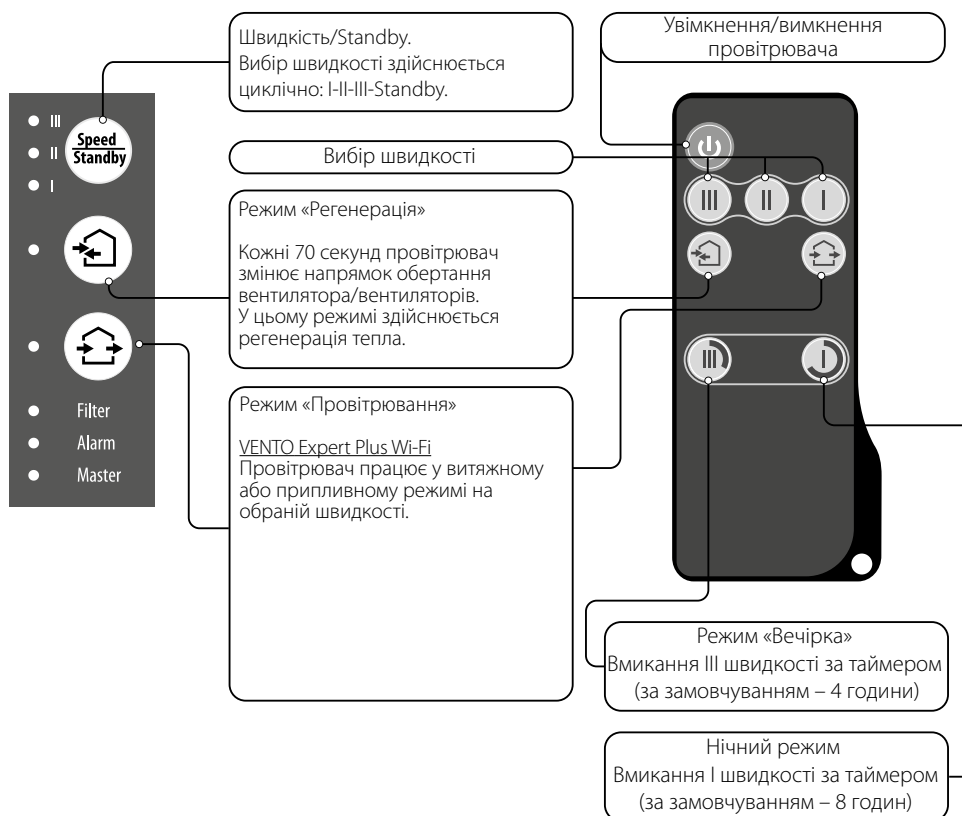 Швидкість/Standby.
Вибір швидкості здійснюється
циклічно: I-II-III-Standby.
Увімкнення/вимкнення
провітрювача
III
II
I
Speed
Standby
Вибір швидкості
III
II
I
Режим «Регенерація»
Кожні 70 секунд провітрювач
змінює напрямок обертання
вентилятора/вентиляторів.
У цьому режимі здійснюється
регенерація тепла.
III
I
Filter
Alarm
Master
Режим «Провітрювання»
VENTO Expert Plus Wi-Fi
Провітрювач працює у витяжному
або припливному режимі на
обраній швидкості.
Режим «Вечірка»
Вмикання III швидкості за таймером
(за замовчуванням – 4 години)
Нічний режим
Вмикання I швидкості за таймером
(за замовчуванням – 8 годин)